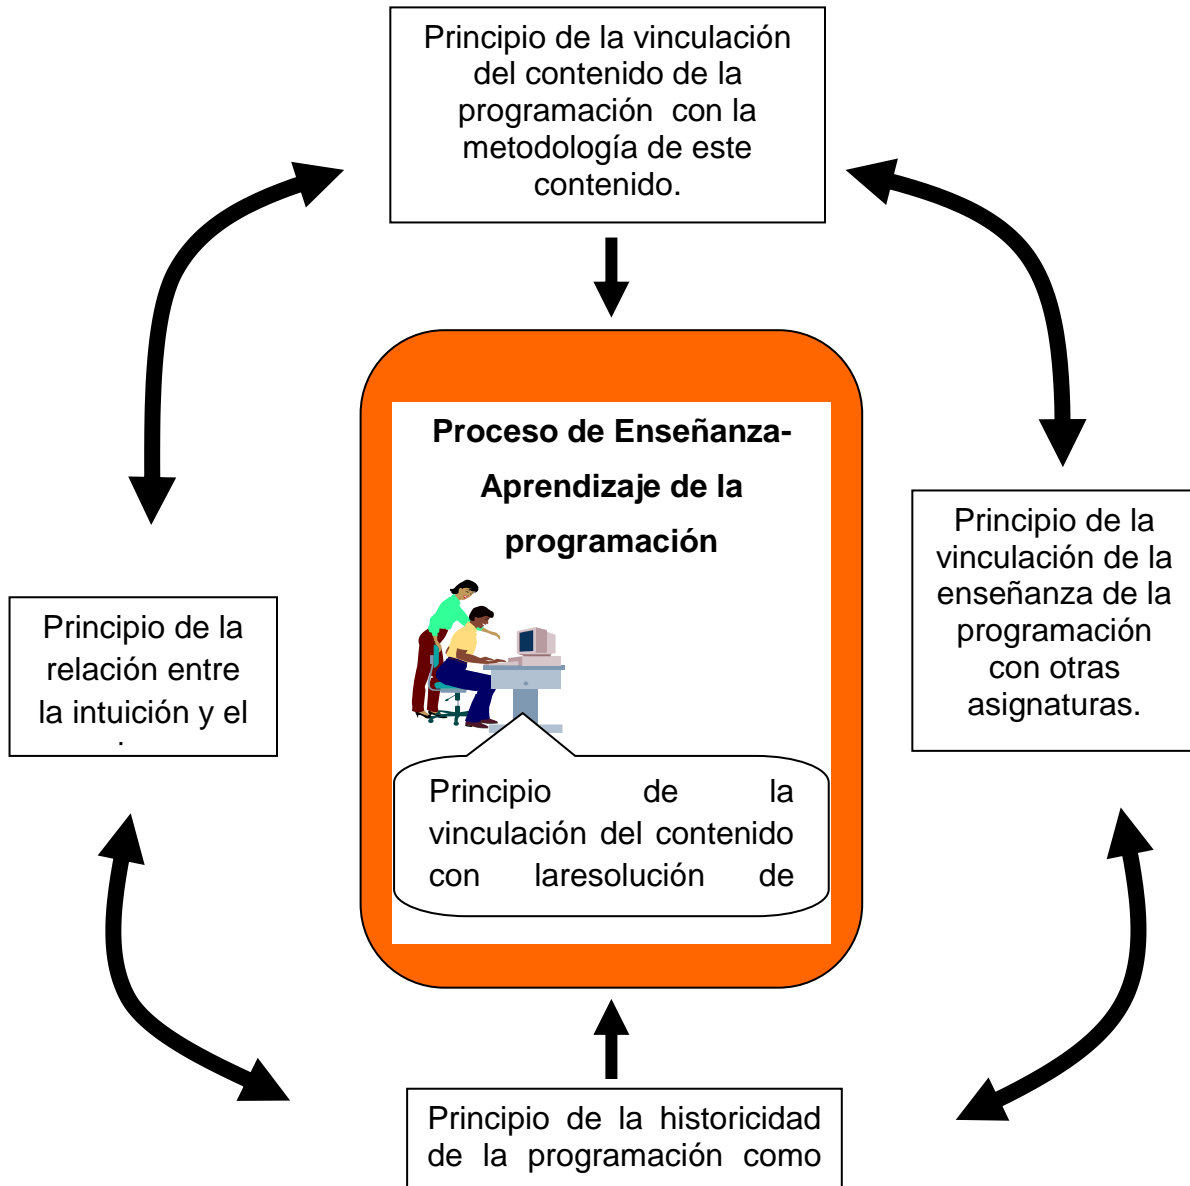 Principio de la vinculación
del contenido de la
programación con la
metodología de este
contenido.
Proceso de Enseñanza-
Aprendizaje de la
programación
Principio de la
vinculación de la
enseñanza de la
programación
con otras
asignaturas.
Principio de la
relación entre
la intuición y el
Principio de la
vinculación del contenido
con laresolución de
Principio de la historicidad
de la programación como